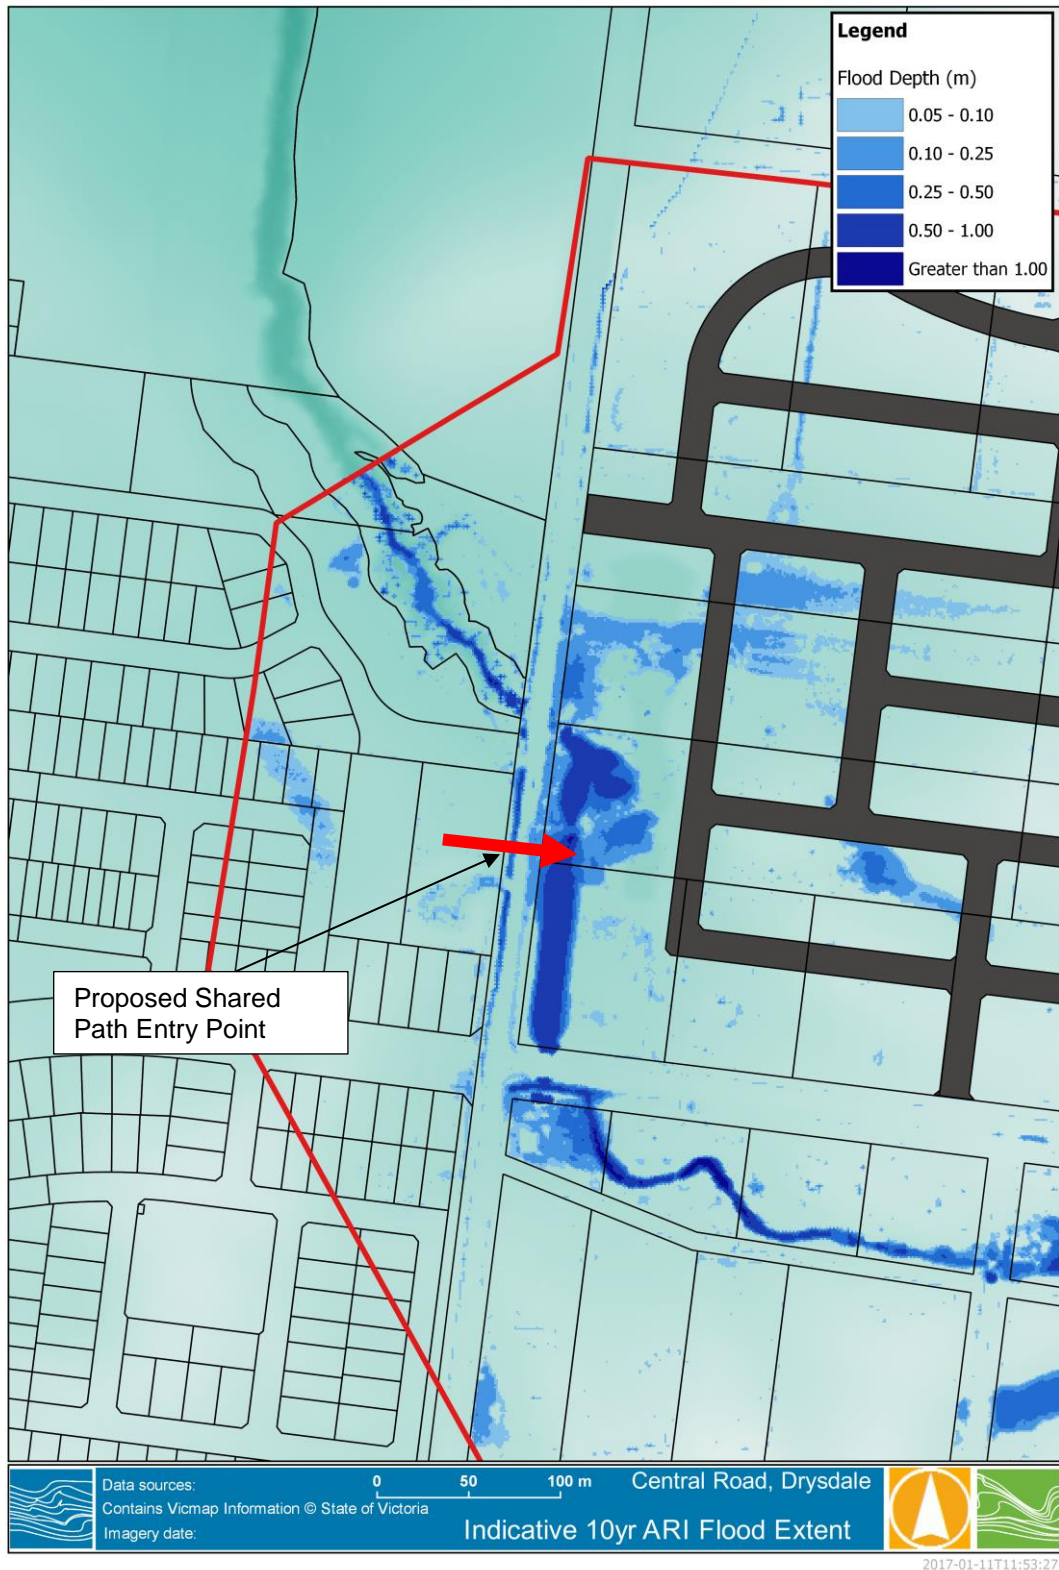 Legend
Flood Depth (m)
0.05 - 0.10
0.10 - 0.25
0.25 - 0.50
0.50 - 1.00
Greater than 1.00
Proposed Shared
Path Entry Point
Data sources:
Contains Vicmap Information © State of Victoria
Imagery date:
0 50 100 m
Central Road, Drysdale
Indicative 10yr ARI Flood Extent
2017-01-11T11:53:27